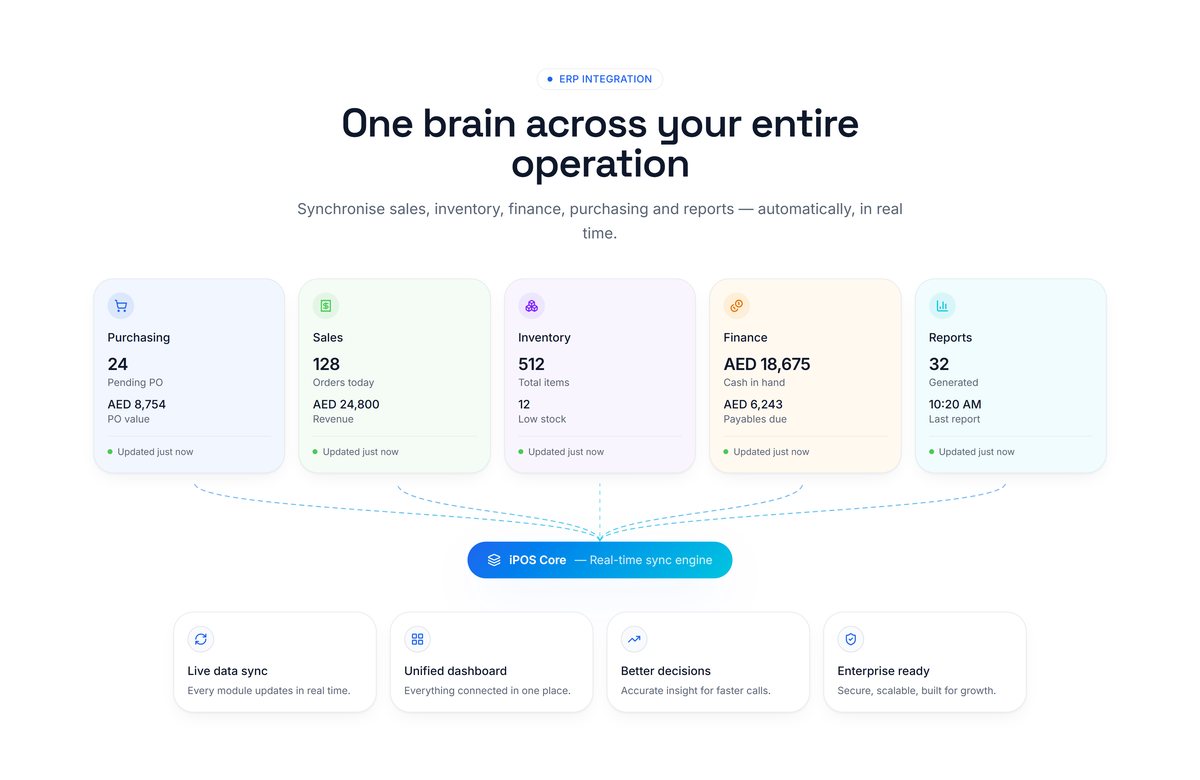 ERP INTEGRATION
One brain across your entire
operation
Synchronise sales, inventory, finance, purchasing and reports — automatically, in real
time.
Purchasing
24
Pending PO
AED 8,754
PO value
Updated just now
Sales
128
Orders today
AED 24,800
Revenue
Updated just now
Inventory
512
Total items
12
Low stock
Updated just now
Finance
AED 18,675
Cash in hand
AED 6,243
Payables due
Updated just now
Reports
32
Generated
10:20 AM
Last report
Updated just now
iPOS Core — Real-time sync engine
Live data sync
Every module updates in real time.
Unified dashboard
Everything connected in one place.
Better decisions
Accurate insight for faster calls.
Enterprise ready
Secure, scalable, built for growth.